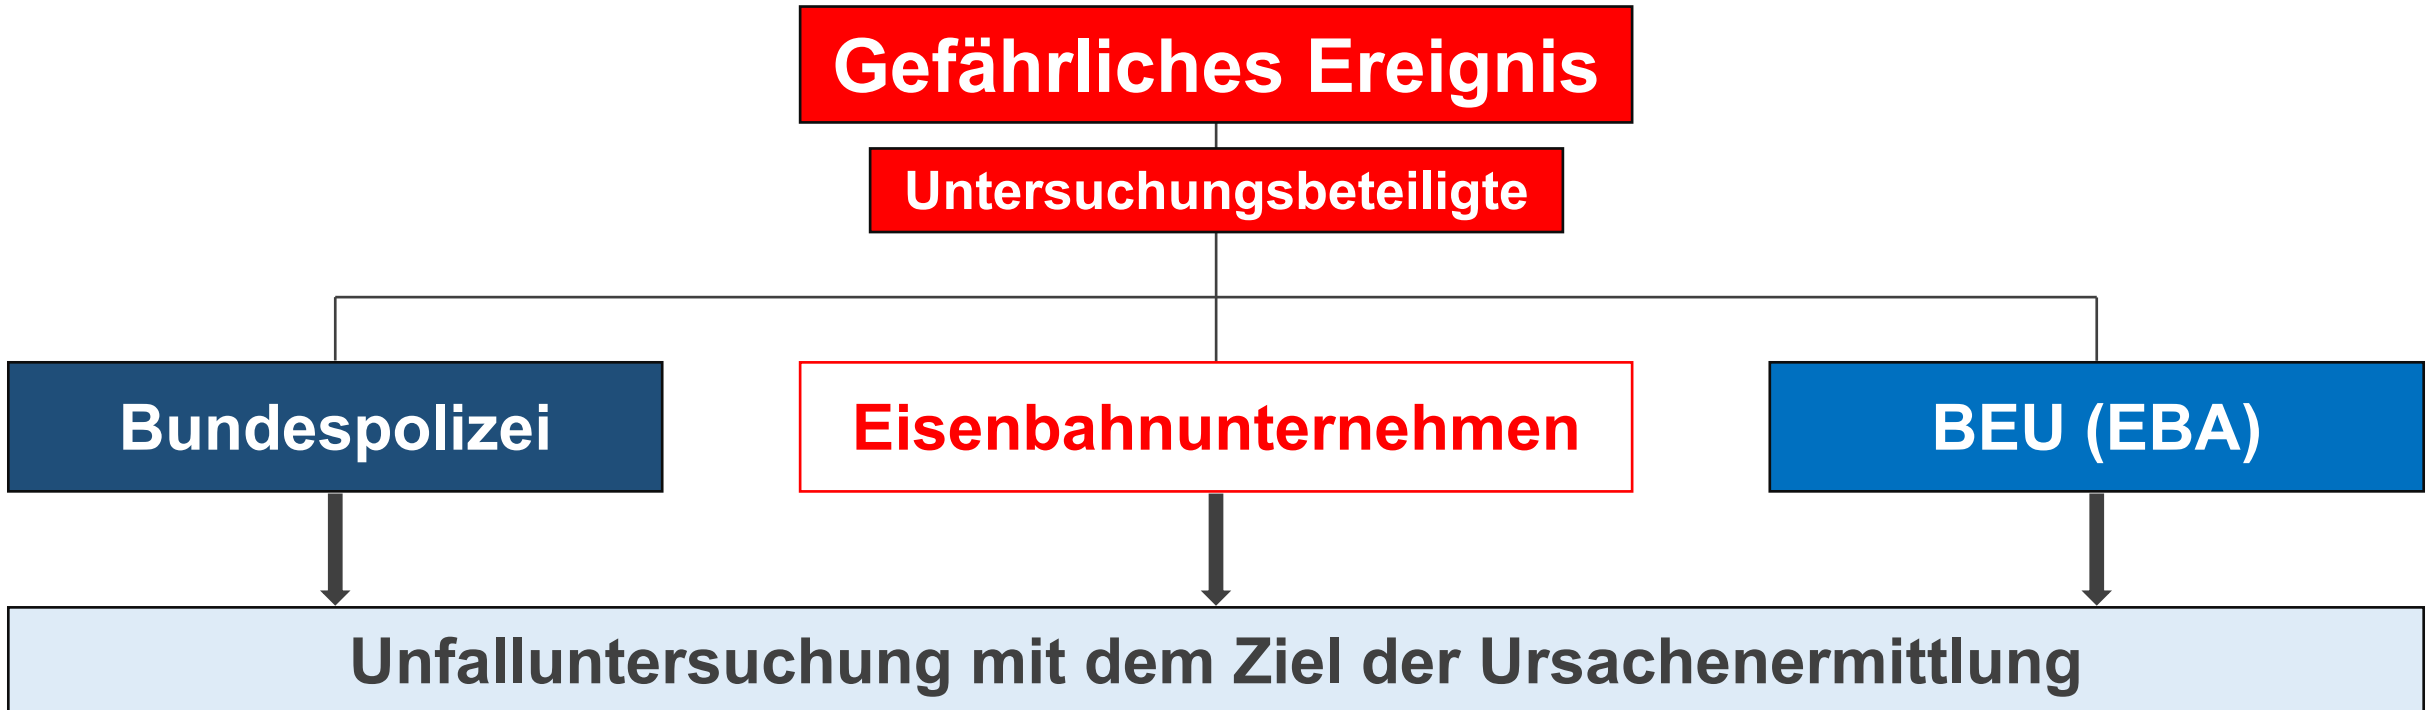 Gefährliches Ereignis
Untersuchungsbeteiligte
Bundespolizei
Eisenbahnunternehmen
BEU (EBA)
Unfalluntersuchung mit dem Ziel der Ursachenermittlung